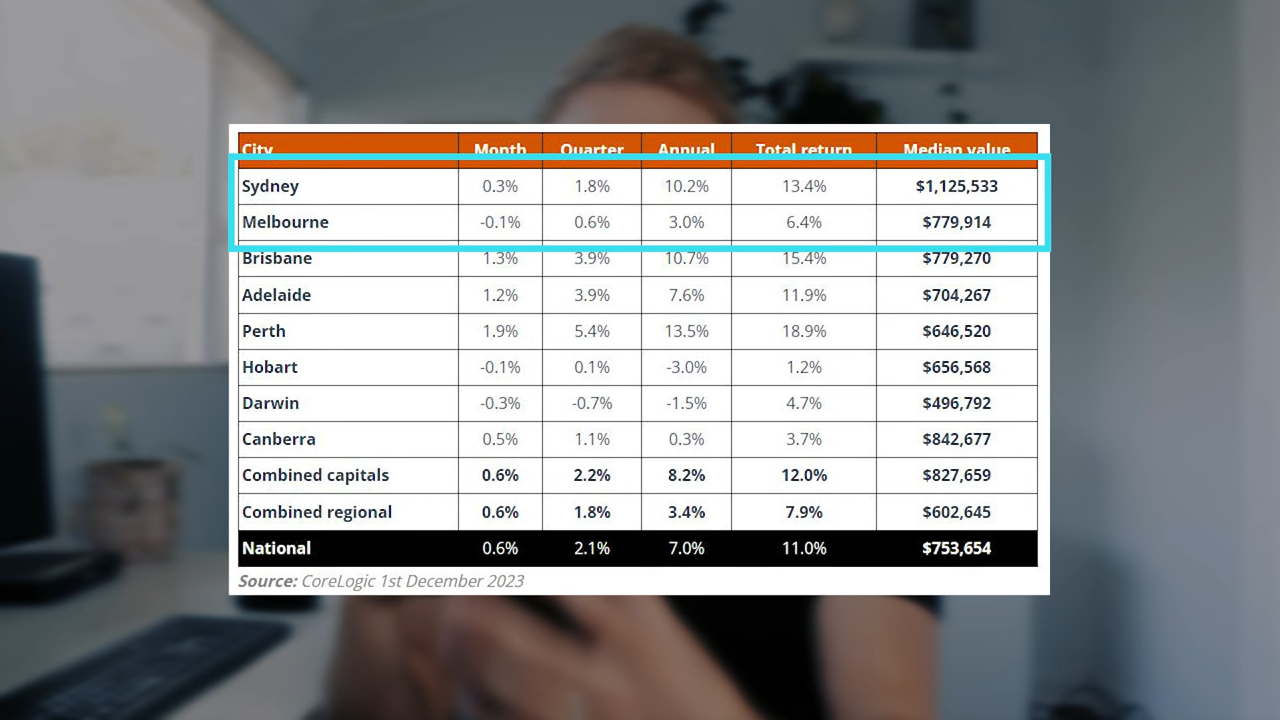 City Month Quarter Annual Total return Median value
Sydney 0.3% 1.8% 10.2% 13.4% $1,125,533
Melbourne -0.1% 0.6% 3.0% 6.4% $779,914
Brisbane 1.3% 3.9% 10.7% 15.4% $779,270
Adelaide 1.2% 3.9% 7.6% 11.9% $704,267
Perth 1.9% 5.4% 13.5% 18.9% $646,520
Hobart -0.1% 0.1% -3.0% 1.2% $656,568
Darwin -0.3% -0.7% -1.5% 4.7% $496,792
Canberra 0.5% 1.1% 0.3% 3.7% $842,677
Combined capitals 0.6% 2.2% 8.2% 12.0% $827,659
Combined regional 0.6% 1.8% 3.4% 7.9% $602,645
National 0.6% 2.1% 7.0% 11.0% $753,654
Source: CoreLogic 1st December 2023